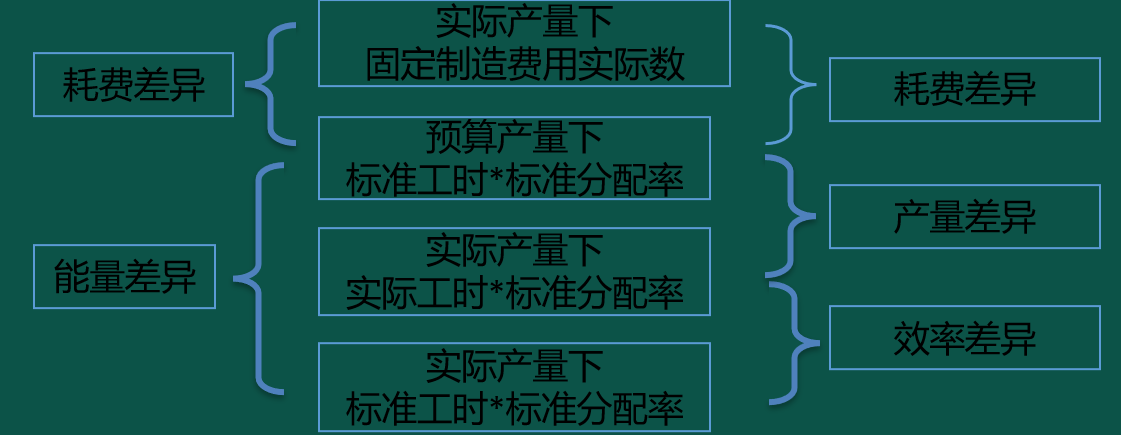 耗费差异
能量差异
实际产量下
固定制造费用实际数
预算产量下
标准工时*标准分配率
实际产量下
实际工时*标准分配率
实际产量下
标准工时*标准分配率
耗费差异
产量差异
效率差异